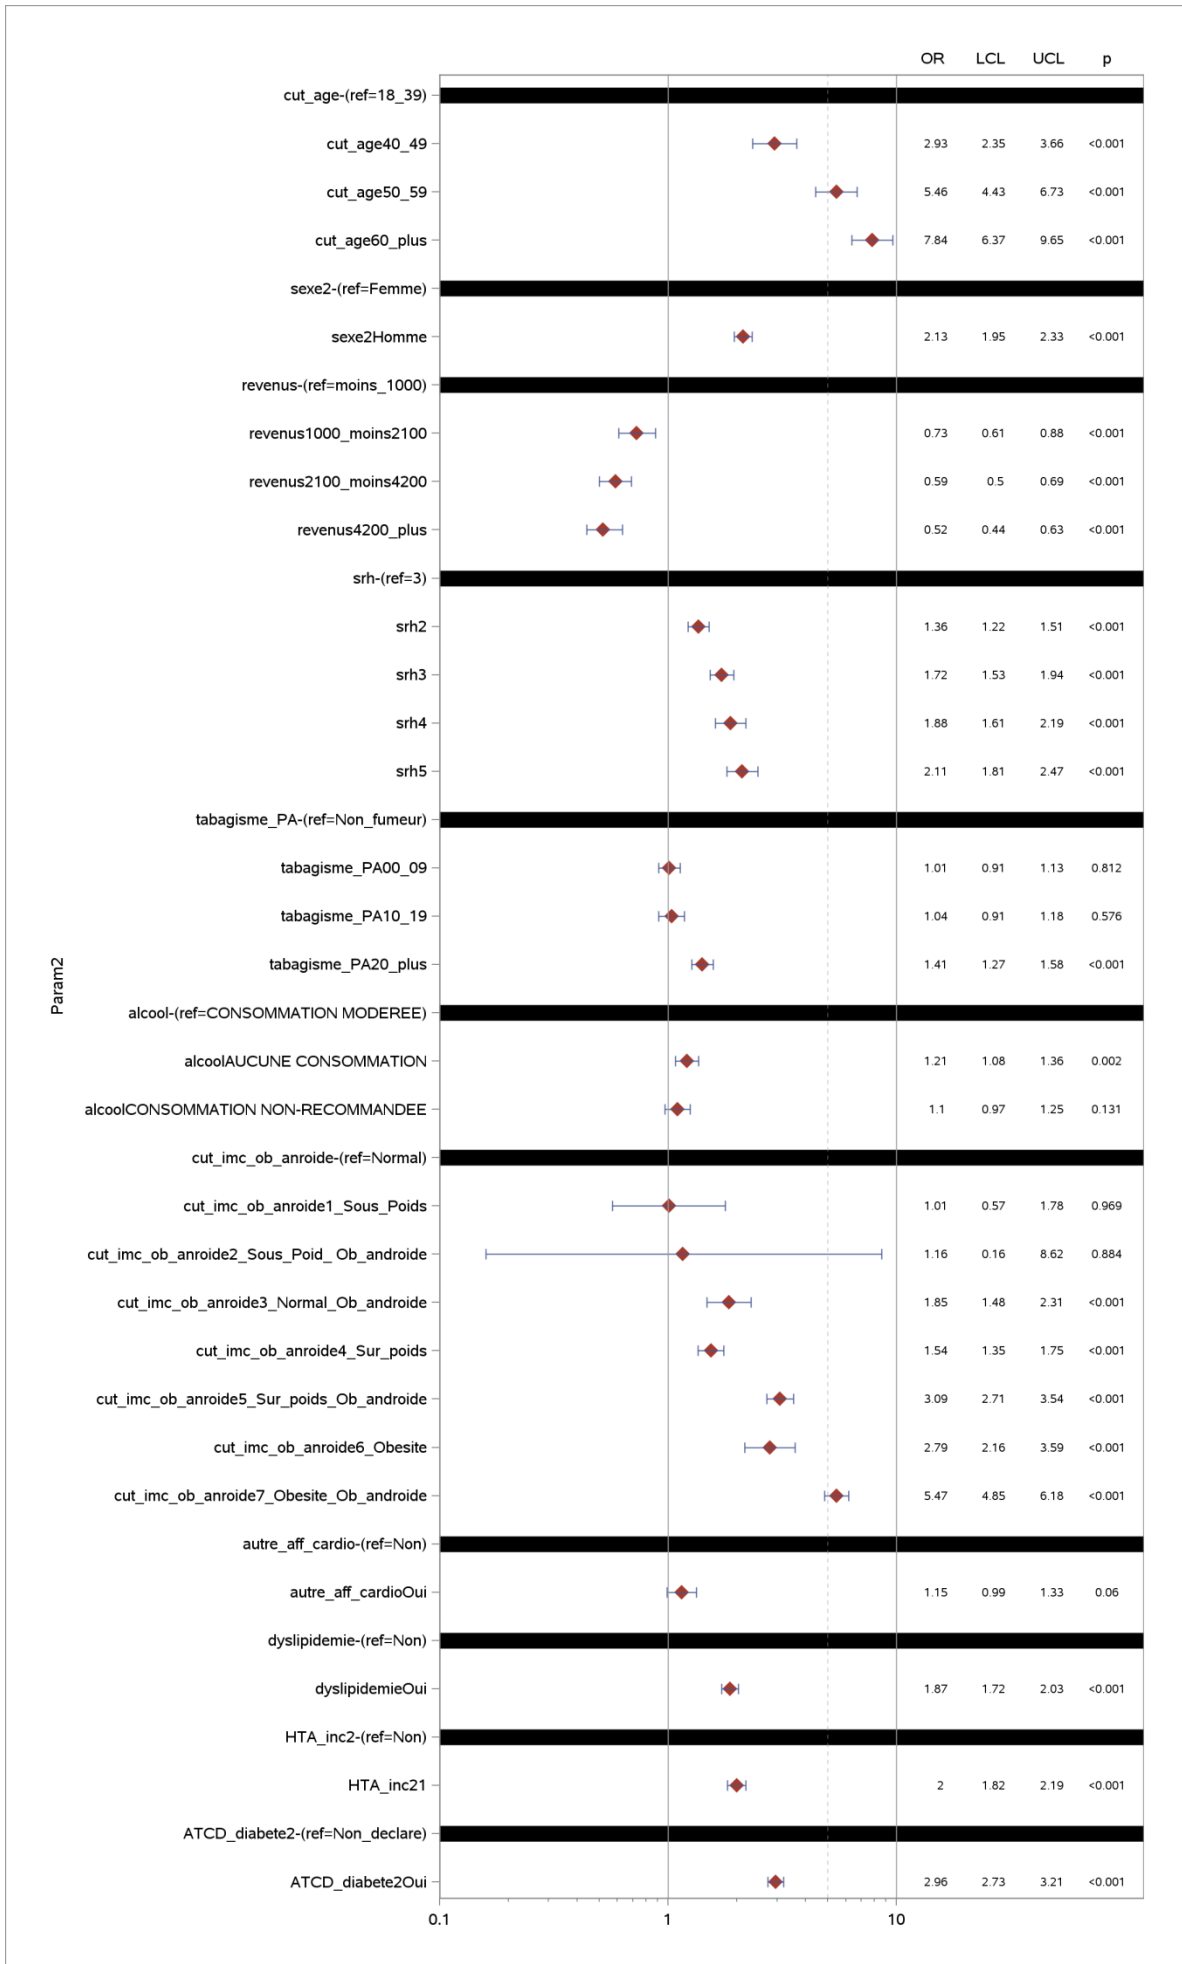 OR LCL UCL p
cut_age-(ref=18_39)
cut_age40_49 2.93 2.35 3.66 <0.001
cut_age50_59 5.46 4.43 6.73 <0.001
cut_age60_plus 7.84 6.37 9.65 <0.001
sexe2-(ref=Femme)
sexe2Homme 2.13 1.95 2.33 <0.001
revenus-(ref=moins_1000)
revenus1000_moins2100 0.73 0.61 0.88 <0.001
revenus2100_moins4200 0.59 0.5 0.69 <0.001
revenus4200_plus 0.52 0.44 0.63 <0.001
srh-(ref=3)
srh2 1.36 1.22 1.51 <0.001
srh3 1.72 1.53 1.94 <0.001
srh4 1.88 1.61 2.19 <0.001
srh5 2.11 1.81 2.47 <0.001
tabagisme_PA-(ref=Non_fumeur)
tabagisme_PA00_09 1.01 0.91 1.13 0.812
tabagisme_PA10_19 1.04 0.91 1.18 0.576
tabagisme_PA20_plus 1.41 1.27 1.58 <0.001
Param2
alcool-(ref=CONSOMMATION MODEREE)
alcoolAUCUNE CONSOMMATION 1.21 1.08 1.36 0.002
alcoolCONSOMMATION NON-RECOMMANDEE 1.1 0.97 1.25 0.131
cut_imc_ob_anroide-(ref=Normal)
cut_imc_ob_anroide1_Sous_Poids 1.01 0.57 1.78 0.969
cut_imc_ob_anroide2_Sous_Poid_ Ob_androide 1.16 0.16 8.62 0.884
cut_imc_ob_anroide3_Normal_Ob_androide 1.85 1.48 2.31 <0.001
cut_imc_ob_anroide4_Sur_poids 1.54 1.35 1.75 <0.001
cut_imc_ob_anroide5_Sur_poids_Ob_androide 3.09 2.71 3.54 <0.001
cut_imc_ob_anroide6_Obesite 2.79 2.16 3.59 <0.001
cut_imc_ob_anroide7_Obesite_Ob_androide 5.47 4.85 6.18 <0.001
autre_aff_cardio-(ref=Non)
autre_aff_cardioOui 1.15 0.99 1.33 0.06
dyslipidemie-(ref=Non)
dyslipidemieOui 1.87 1.72 2.03 <0.001
HTA_inc2-(ref=Non)
HTA_inc21 2 1.82 2.19 <0.001
ATCD_diabete2-(ref=Non_declare)
ATCD_diabete2Oui 2.96 2.73 3.21 <0.001
0.1 1 10